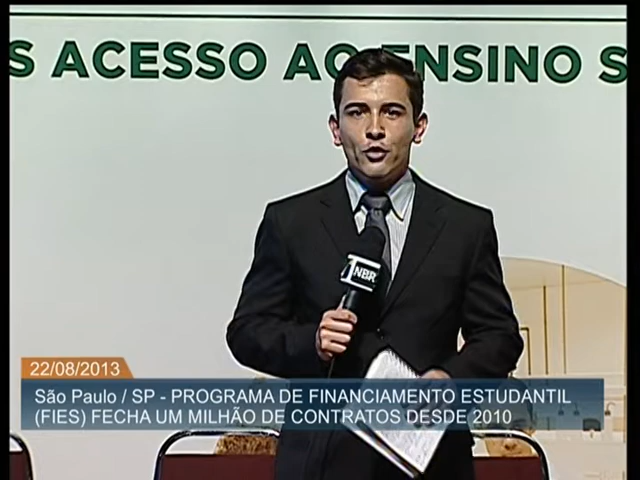 S ACESSO AO ENSINO S
NBR
22/08/2013
São Paulo / SP - PROGRAMA DE FINANCIAMENTO ESTUDANTIL
(FIES) FECHA UM MILHÃO DE CONTRATOS DESDE 2010